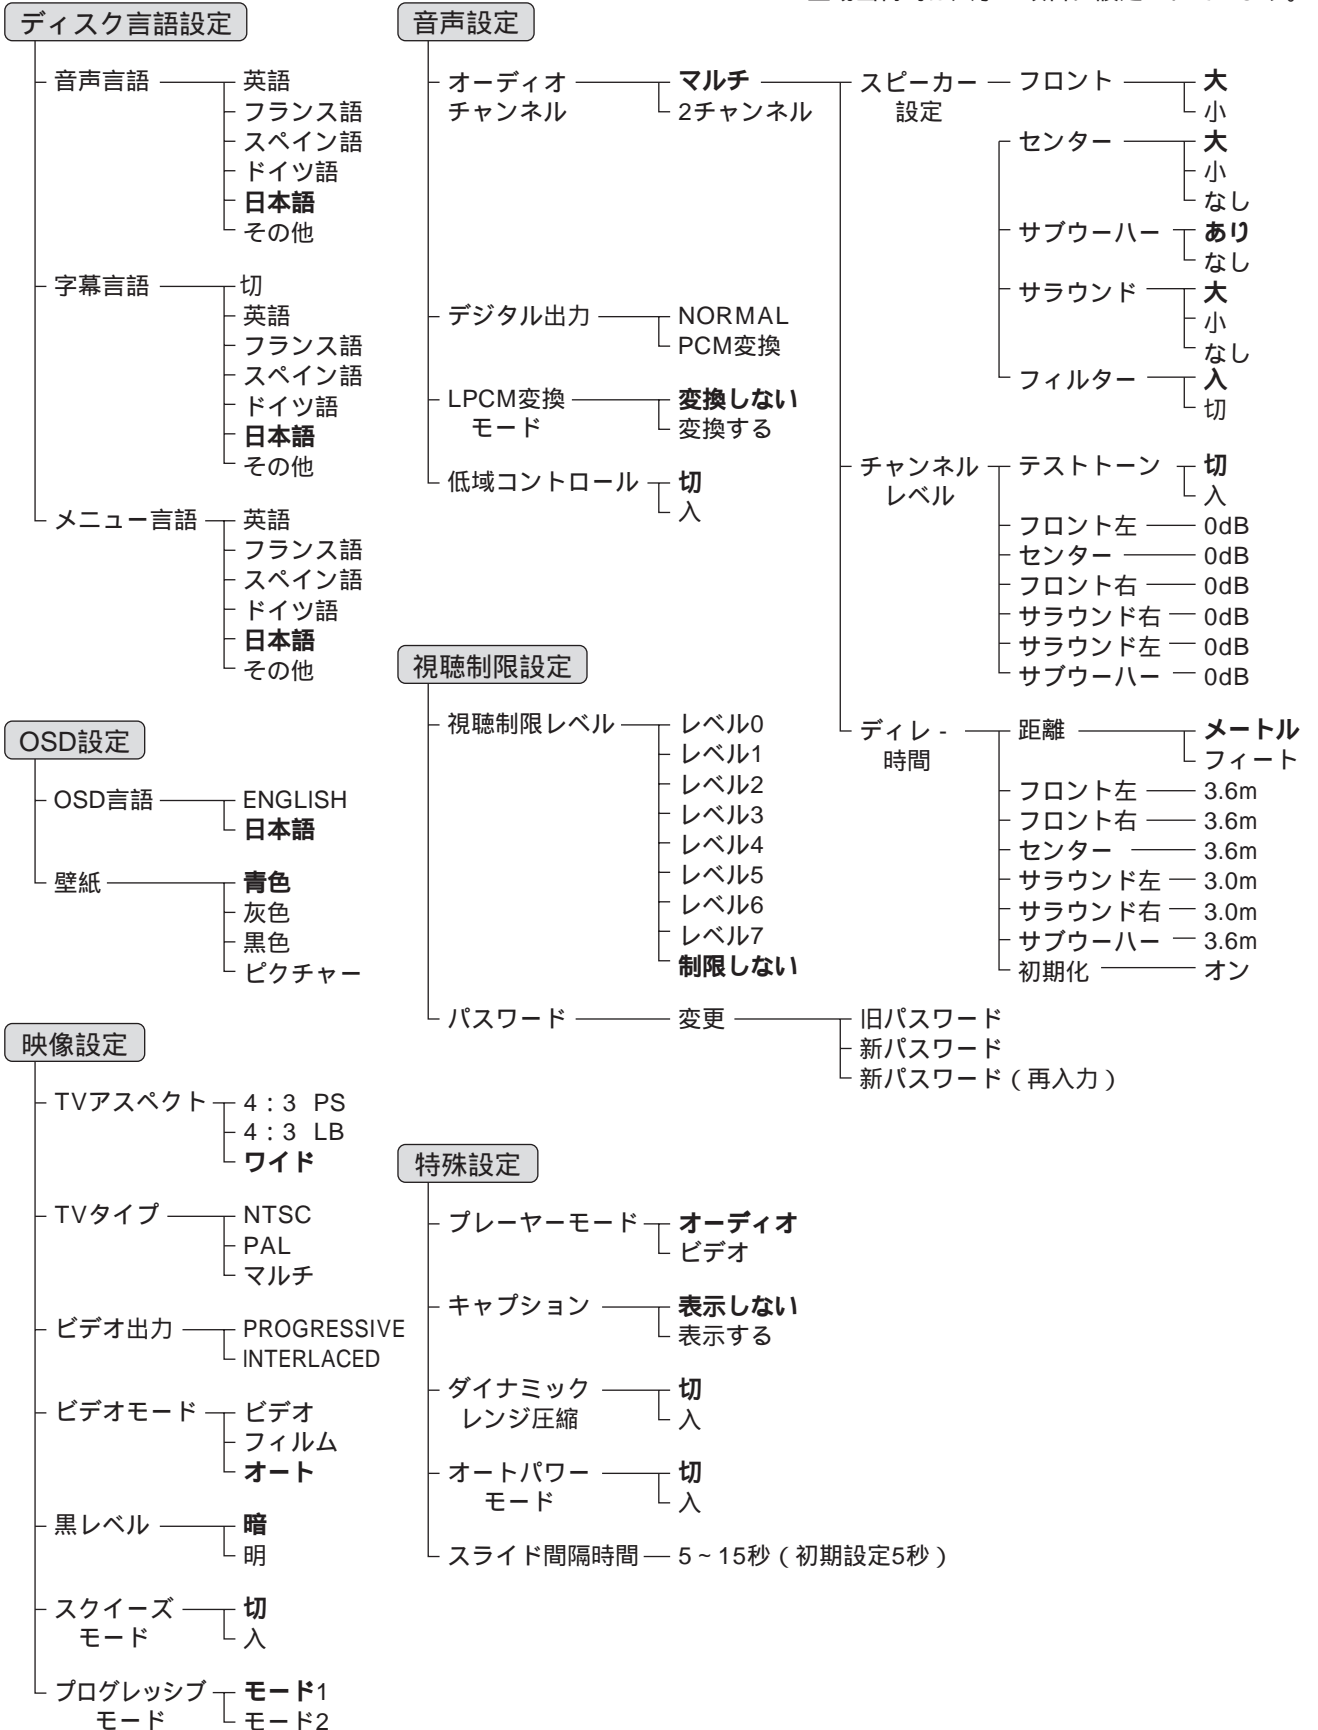 ディスク言語設定
音声言語
英語
フランス語
スペイン語
ドイツ語
日本語
その他
字幕言語
切
英語
フランス語
スペイン語
ドイツ語
日本語
その他
メニュー言語
英語
フランス語
スペイン語
ドイツ語
日本語
その他
OSD設定
OSD言語
ENGLISH
日本語
壁紙
青色
灰色
黒色
ピクチャー
映像設定
TVアスペクト
4：3 PS
4：3 LB
ワイド
TVタイプ
NTSC
PAL
マルチ
ビデオ出力
PROGRESSIVE
INTERLACED
ビデオモード
ビデオ
フィルム
オート
黒レベル
暗
明
スクイーズ
モード
切
入
プログレッシブ
モード
モード1
モード2
音声設定
オーディオ
チャンネル
マルチ
2チャンネル
スピーカー
設定
フロント
大
小
センター
大
小
なし
サブウーハー
あり
なし
サラウンド
大
小
なし
フィルター
入
切
チャンネル
レベル
テストトーン
切
入
フロント左
0dB
センター
0dB
フロント右
0dB
サラウンド右
0dB
サラウンド左
0dB
サブウーハー
0dB
ディレ-
時間
距離
メートル
フィート
フロント左
3.6m
フロント右
3.6m
センター
3.6m
サラウンド左
3.0m
サラウンド右
3.0m
サブウーハー
3.6m
初期化
オン
デジタル出力
NORMAL
PCM変換
LPCM変換
モード
変換しない
変換する
低域コントロール
切
入
視聴制限設定
視聴制限レベル
レベル0
レベル1
レベル2
レベル3
レベル4
レベル5
レベル6
レベル7
制限しない
パスワード
変更
旧パスワード
新パスワード
新パスワード（再入力）
特殊設定
プレーヤーモード
オーディオ
ビデオ
キャプション
表示しない
表示する
ダイナミック
レンジ圧縮
切
入
オートパワー
モード
切
入
スライド間隔時間
5～15秒（初期設定5秒）